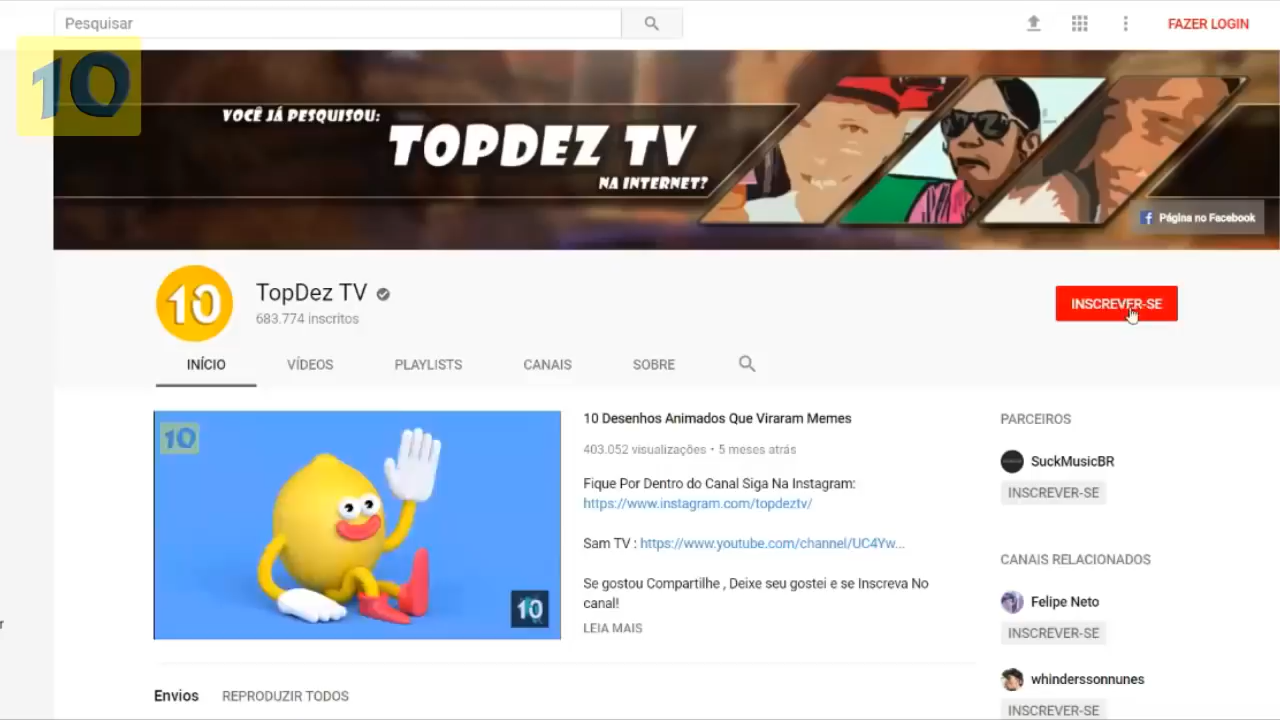 Pesquisar
FAZER LOGIN
10
VOCÊ JÁ PESQUISOU:
TOPDEZ TV
NA INTERNET?
Página no Facebook
10
TopDez TV
683.774 inscritos
INSCREVER-SE
INÍCIO
VÍDEOS
PLAYLISTS
CANAIS
SOBRE
10
10
10 Desenhos Animados Que Viraram Memes
403.052 visualizações • 5 meses atrás
Fique Por Dentro do Canal Siga Na Instagram:
https://www.instagram.com/topdeztv/
Sam TV : https://www.youtube.com/channel/UC4Yw...
Se gostou Compartilhe , Deixe seu gostei e se Inscreva No
canal!
LEIA MAIS
PARCEIROS
SuckMusicBR
INSCREVER-SE
CANAIS RELACIONADOS
Felipe Neto
INSCREVER-SE
whinderssonnunes
INSCREVER-SE
Envios
REPRODUZIR TODOS
r